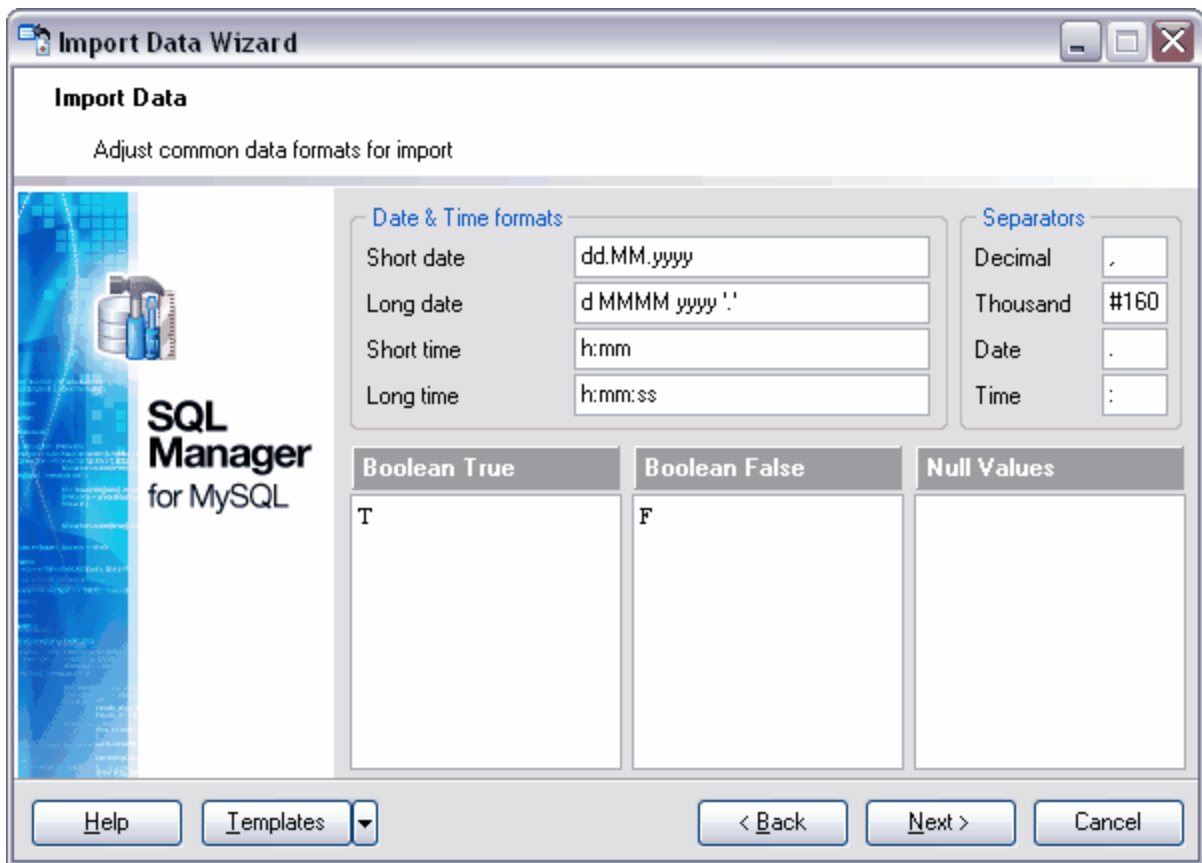 Import Data Wizard
Import Data
Adjust common data formats for import
SQL
Manager
for MySQL
Date & Time formats
Short date dd.MM.yyyy
Long date d MMMM yyyy '.'
Short time h:mm
Long time h:mm:ss
Separators
Decimal ,
Thousand #160
Date .
Time :
Boolean True Boolean False Null Values
T F
Help Templates < Back Next > Cancel